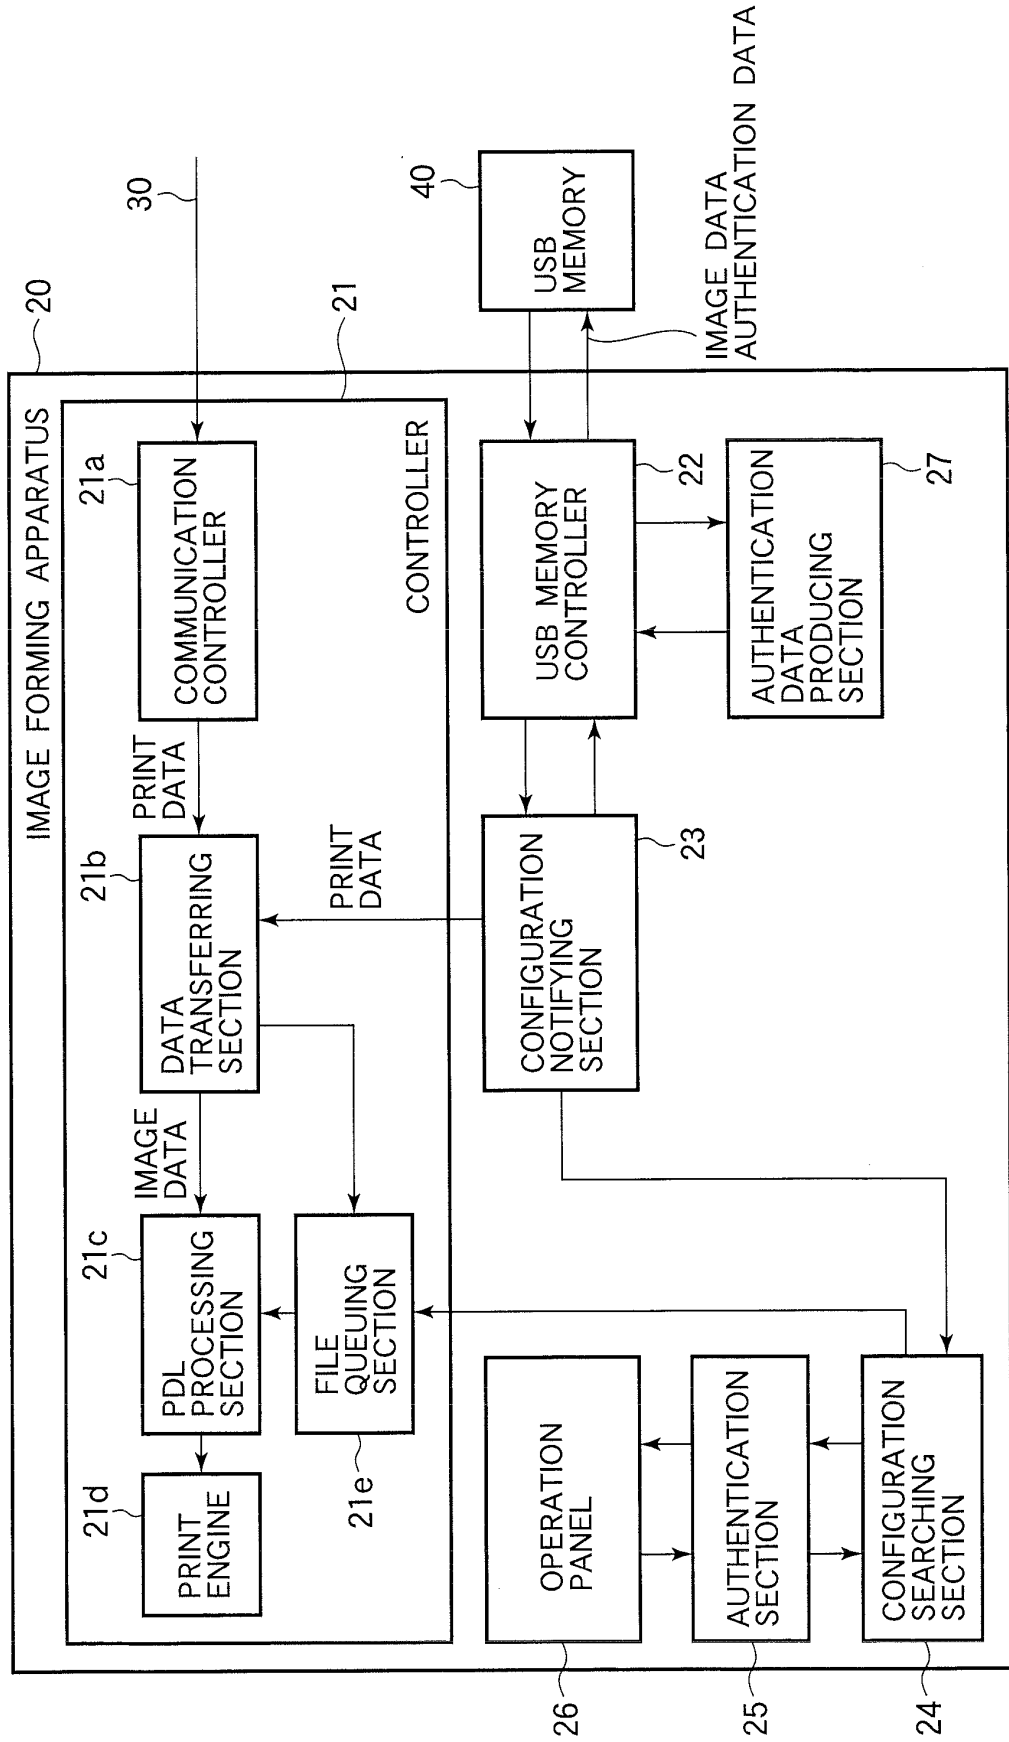 IMAGE FORMING APPARATUS
20
21
CONTROLLER
30
21a
COMMUNICATION
CONTROLLER
PRINT
DATA
21b
DATA
TRANSFERRING
SECTION
PRINT
DATA
IMAGE
DATA
21c
PDL
PROCESSING
SECTION
21d
PRINT
ENGINE
FILE
QUEUING
SECTION
21e
40
USB
MEMORY
IMAGE DATA
AUTHENTICATION DATA
USB MEMORY
CONTROLLER
22
AUTHENTICATION
DATA
PRODUCING
SECTION
27
CONFIGURATION
NOTIFYING
SECTION
23
OPERATION
PANEL
26
AUTHENTICATION
SECTION
25
CONFIGURATION
SEARCHING
SECTION
24